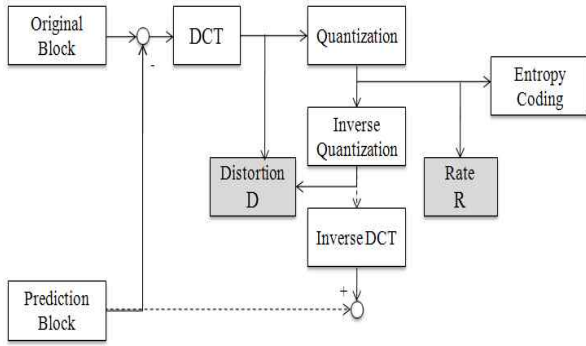 Original
Block
DCT
Quantization
-
Entropy
Coding
Inverse
Quantization
Distortion
D
Rate
R
Inverse DCT
+
Prediction
Block